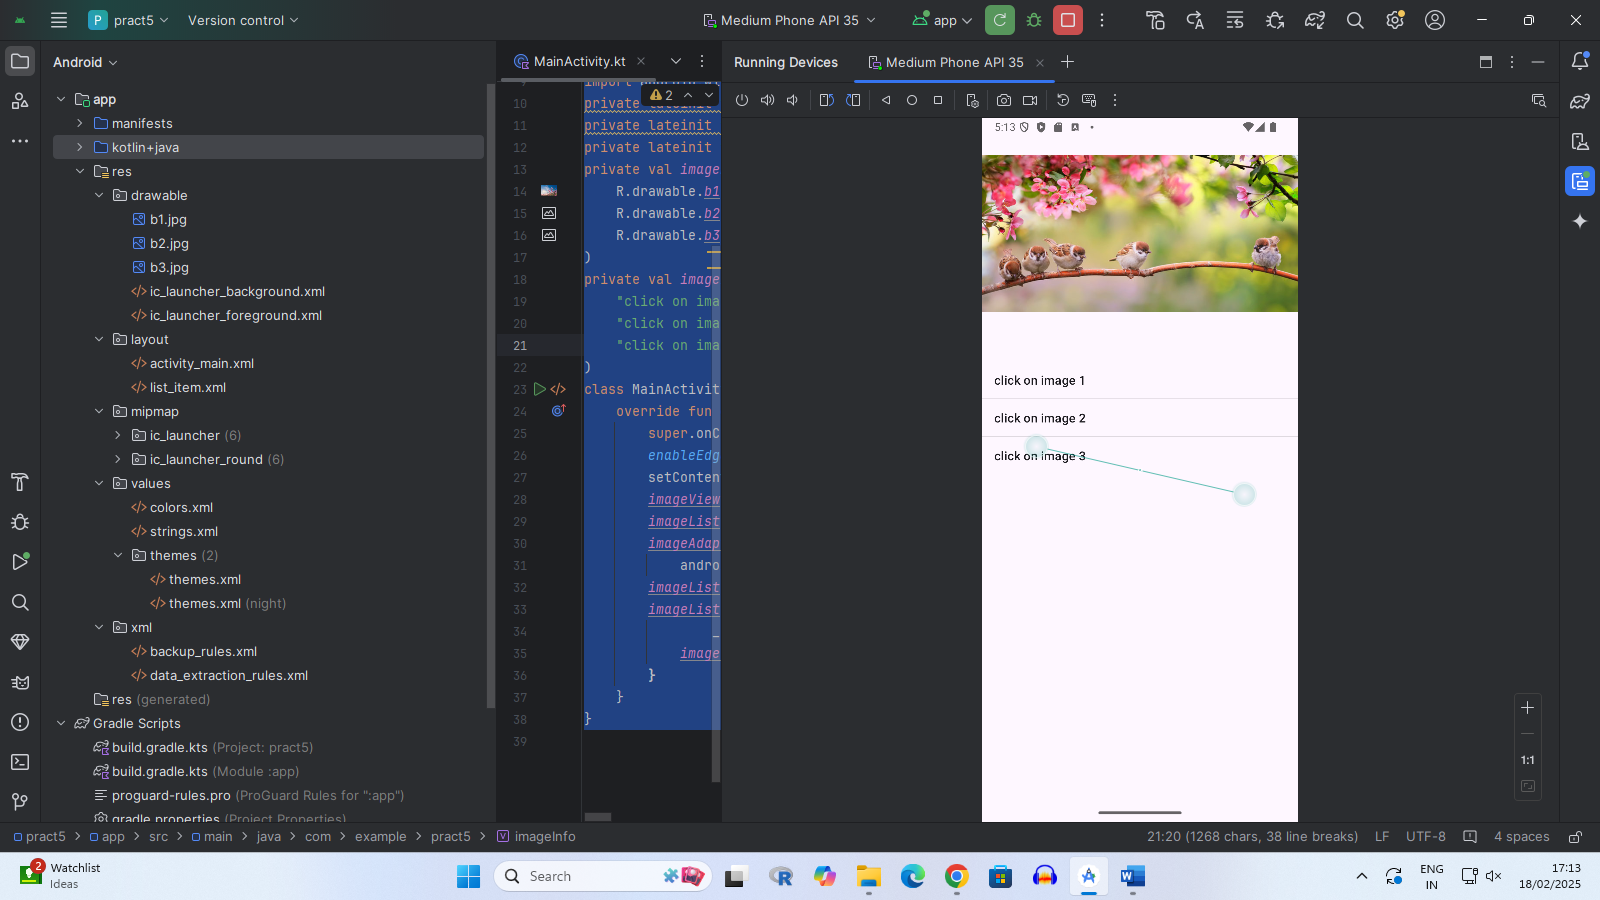 P pract5 Version control Medium Phone API 35 app
Android
MainActivity.kt
Running Devices Medium Phone API 35
app
manifests
kotlin+java
res
drawable
b1.jpg
b2.jpg
b3.jpg
ic_launcher_background.xml
ic_launcher_foreground.xml
layout
activity_main.xml
list_item.xml
mipmap
ic_launcher (6)
ic_launcher_round (6)
values
colors.xml
strings.xml
themes (2)
themes.xml
themes.xml (night)
xml
backup_rules.xml
data_extraction_rules.xml
res (generated)
Gradle Scripts
build.gradle.kts (Project: pract5)
build.gradle.kts (Module :app)
proguard-rules.pro (ProGuard Rules for ":app")
gradle.properties (Project Properties)
2
10 private lateinit
11 private lateinit
12 private lateinit
13 private val image
14 R.drawable.b1
15 R.drawable.b2
16 R.drawable.b3
17 )
18 private val image
19 "click on ima
20 "click on ima
21 "click on ima
22 )
23 class MainActivit
24 override fun
25 super.onC
26 enableEdg
27 setConten
28 imageView
29 imageList
30 imageAdap
31 andro
32 imageList
33 imageList
34 _
35 image
36 }
37 }
38 }
39
5:13
click on image 1
click on image 2
click on image 3
1:1
pract5 > app > src > main > java > com > example > pract5 > imageInfo
21:20 (1268 chars, 38 line breaks) LF UTF-8 4 spaces
2 Watchlist
Ideas
Search
ENG
IN
17:13
18/02/2025